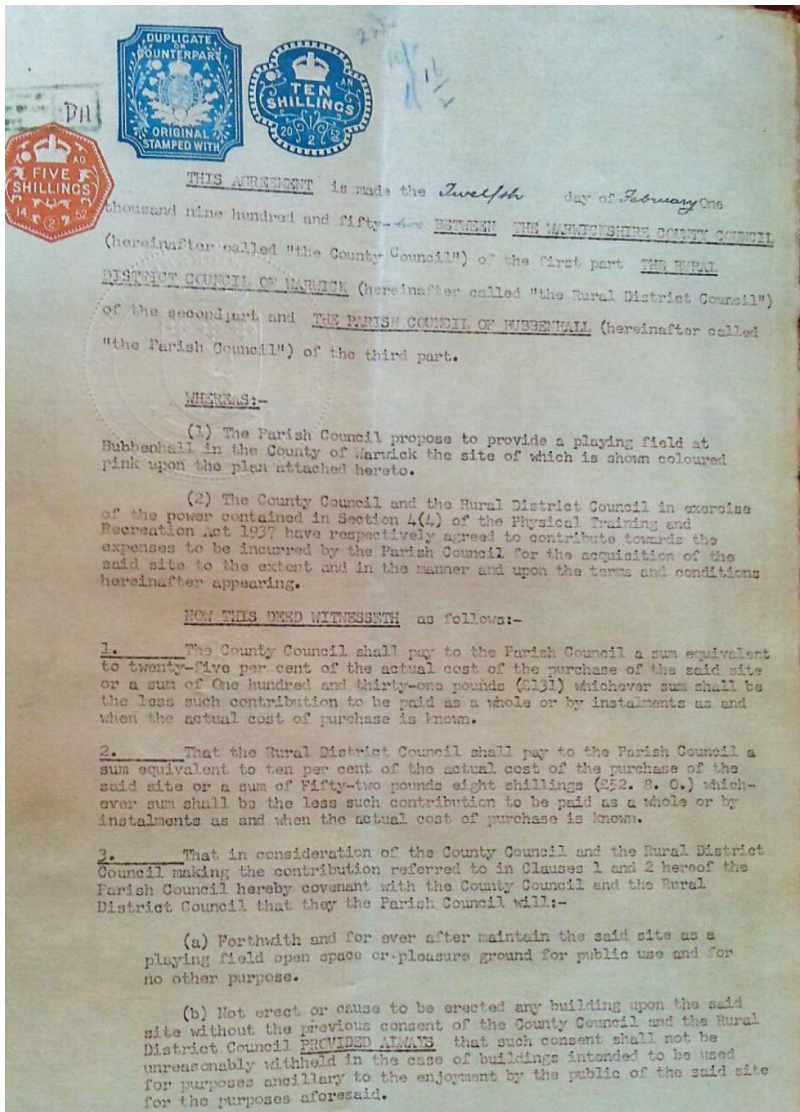 DUPLICATE
OR
COUNTERPART
ORIGINAL
STAMPED WITH
TEN
SHILLINGS
20 2 52
D11
FIVE
SHILLINGS
14 2 52
THIS AGREEMENT is made the Twelfth day of February One
thousand nine hundred and fifty-two BETWEEN THE WARWICKSHIRE COUNTY COUNCIL
(hereinafter called "the County Council") of the first part THE RURAL
DISTRICT COUNCIL OF WARWICK (hereinafter called "the Rural District Council")
of the secondpart and THE PARISH COUNCIL OF BUBBENHALL (hereinafter called
"the Parish Council") of the third part.
WHEREAS:-
(1) The Parish Council propose to provide a playing field at
Bubbenhall in the County of Warwick the site of which is shown coloured
pink upon the plan attached hereto.
(2) The County Council and the Rural District Council in exercise
of the power contained in Section 4(4) of the Physical Training and
Recreation Act 1937 have respectively agreed to contribute towards the
expenses to be incurred by the Parish Council for the acquisition of the
said site to the extent and in the manner and upon the terms and conditions
hereinafter appearing.
NOW THIS DEED WITNESSETH as follows:-
1. The County Council shall pay to the Parish Council a sum equivalent
to twenty-five per cent of the actual cost of the purchase of the said site
or a sum of One hundred and thirty-one pounds (£131) whichever sum shall be
the less such contribution to be paid as a whole or by instalments as and
when the actual cost of purchase is known.
2. That the Rural District Council shall pay to the Parish Council a
sum equivalent to ten per cent of the actual cost of the purchase of the
said site or a sum of Fifty-two pounds eight shillings (£52. 8. 0.) which-
ever sum shall be the less such contribution to be paid as a whole or by
instalments as and when the actual cost of purchase is known.
3. That in consideration of the County Council and the Rural District
Council making the contribution referred to in Clauses 1 and 2 hereof the
Parish Council hereby covenant with the County Council and the Rural
District Council that they the Parish Council will:-
(a) Forthwith and for ever after maintain the said site as a
playing field open space or pleasure ground for public use and for
no other purpose.
(b) Not erect or cause to be erected any building upon the said
site without the previous consent of the County Council and the Rural
District Council PROVIDED ALWAYS that such consent shall not be
unreasonably withheld in the case of buildings intended to be used
for purposes ancillary to the enjoyment by the public of the said site
for the purposes aforesaid.